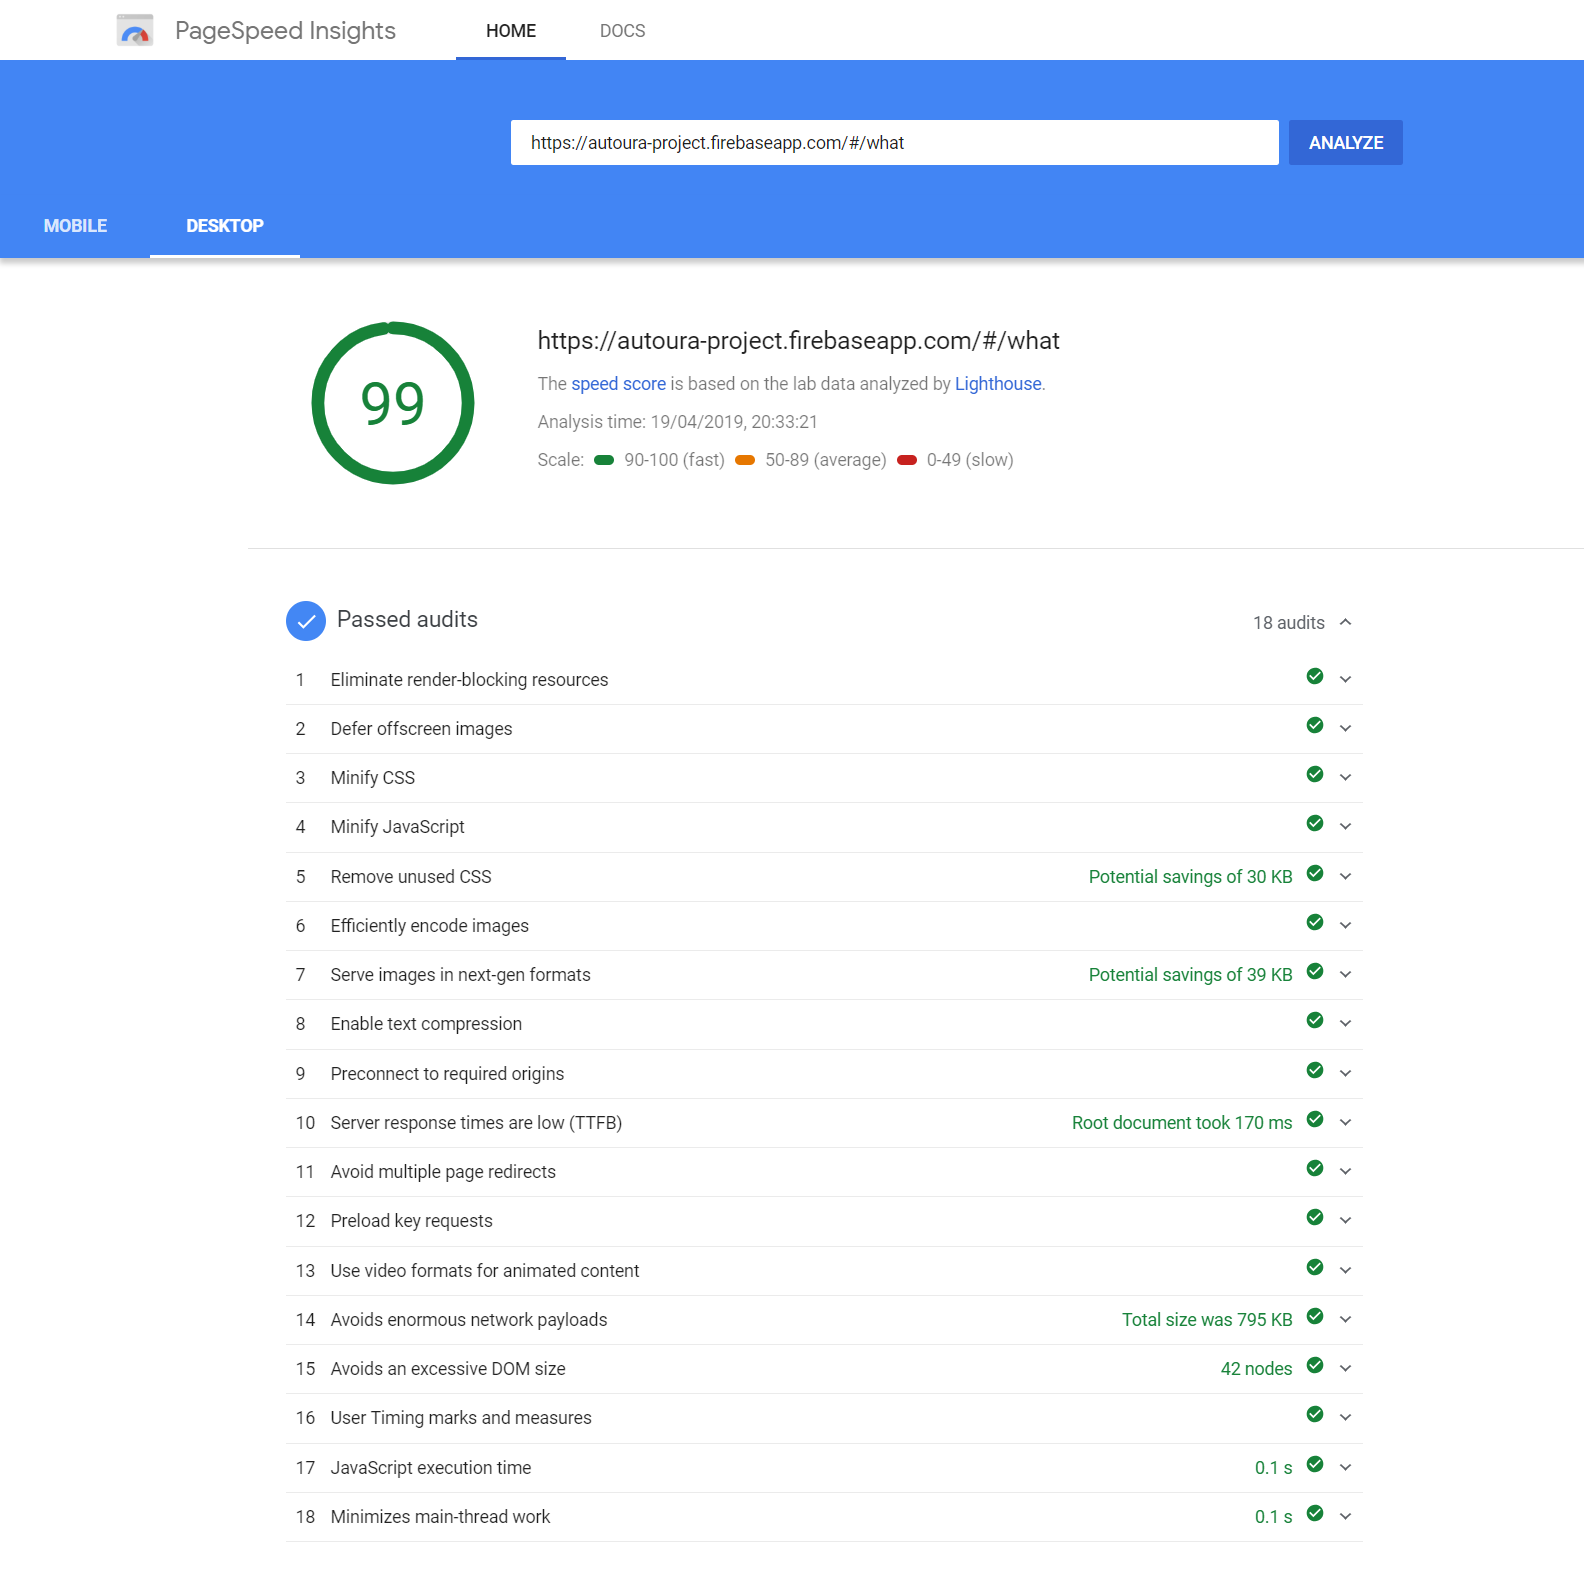 PageSpeed Insights HOME DOCS
https://autoura-project.firebaseapp.com/#/what ANALYZE
MOBILE DESKTOP
99
https://autoura-project.firebaseapp.com/#/what
The speed score is based on the lab data analyzed by Lighthouse.
Analysis time: 19/04/2019, 20:33:21
Scale: 90-100 (fast) 50-89 (average) 0-49 (slow)
Passed audits 18 audits
1 Eliminate render-blocking resources
2 Defer offscreen images
3 Minify CSS
4 Minify JavaScript
5 Remove unused CSS Potential savings of 30 KB
6 Efficiently encode images
7 Serve images in next-gen formats Potential savings of 39 KB
8 Enable text compression
9 Preconnect to required origins
10 Server response times are low (TTFB) Root document took 170 ms
11 Avoid multiple page redirects
12 Preload key requests
13 Use video formats for animated content
14 Avoids enormous network payloads Total size was 795 KB
15 Avoids an excessive DOM size 42 nodes
16 User Timing marks and measures
17 JavaScript execution time 0.1 s
18 Minimizes main-thread work 0.1 s